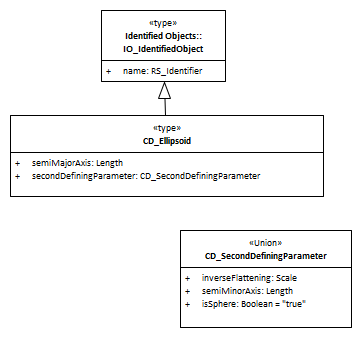 «type»
Identified Objects::
IO_IdentifiedObject
+ name: RS_Identifier
«type»
CD_Ellipsoid
+ semiMajorAxis: Length
+ secondDefiningParameter: CD_SecondDefiningParameter
«Union»
CD_SecondDefiningParameter
+ inverseFlattening: Scale
+ semiMinorAxis: Length
+ isSphere: Boolean = "true"